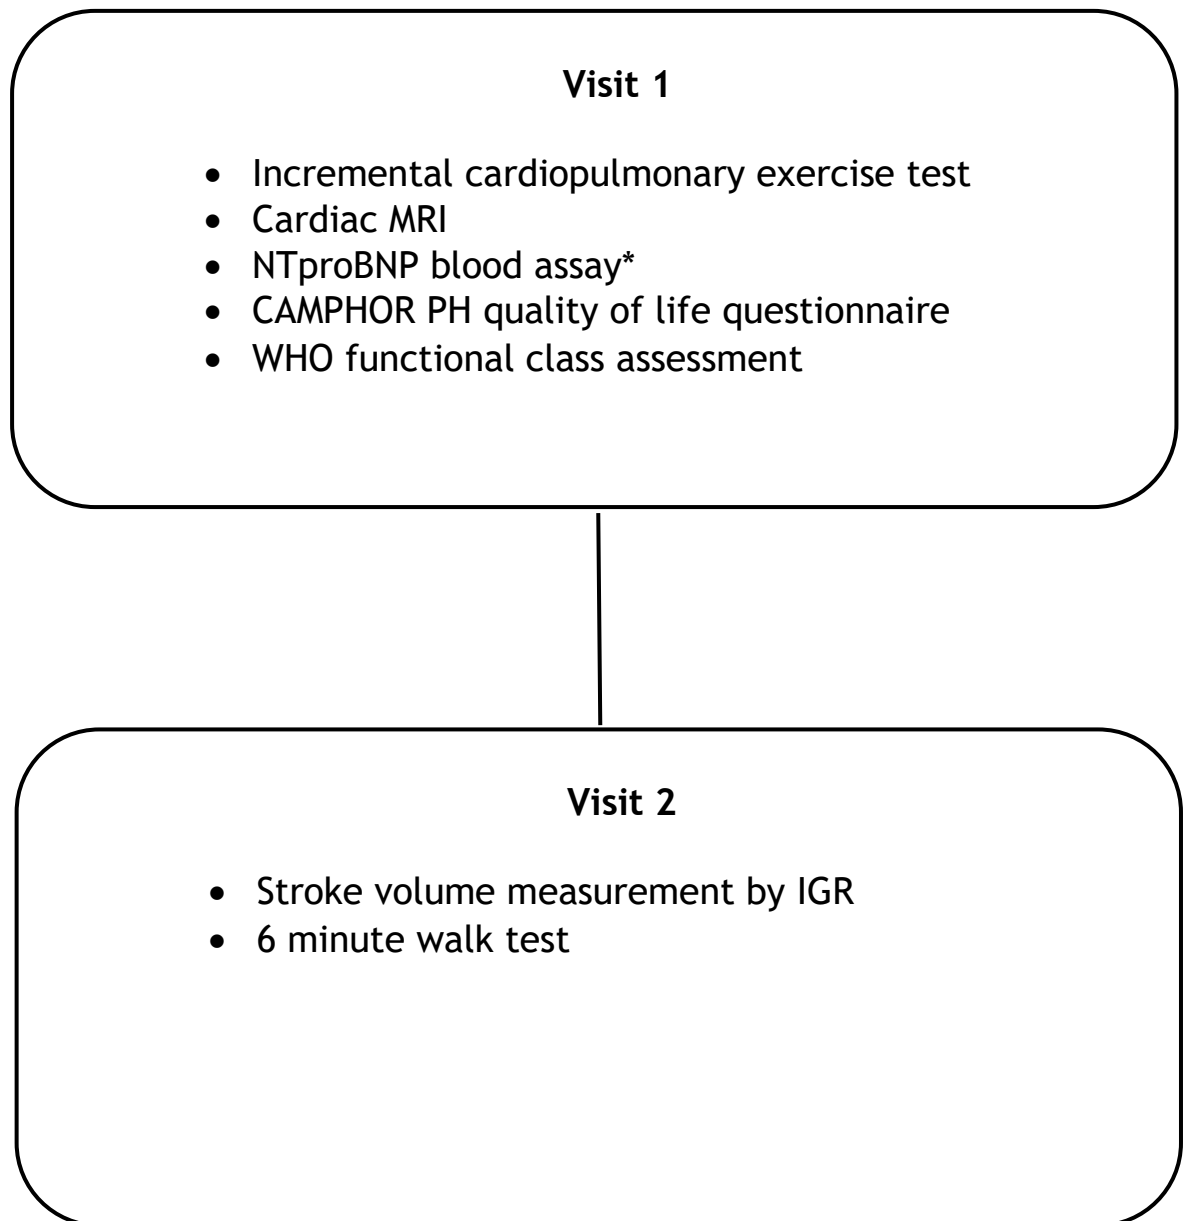 Visit 1
• Incremental cardiopulmonary exercise test
• Cardiac MRI
• NTproBNP blood assay*
• CAMPHOR PH quality of life questionnaire
• WHO functional class assessment
Visit 2
• Stroke volume measurement by IGR
• 6 minute walk test